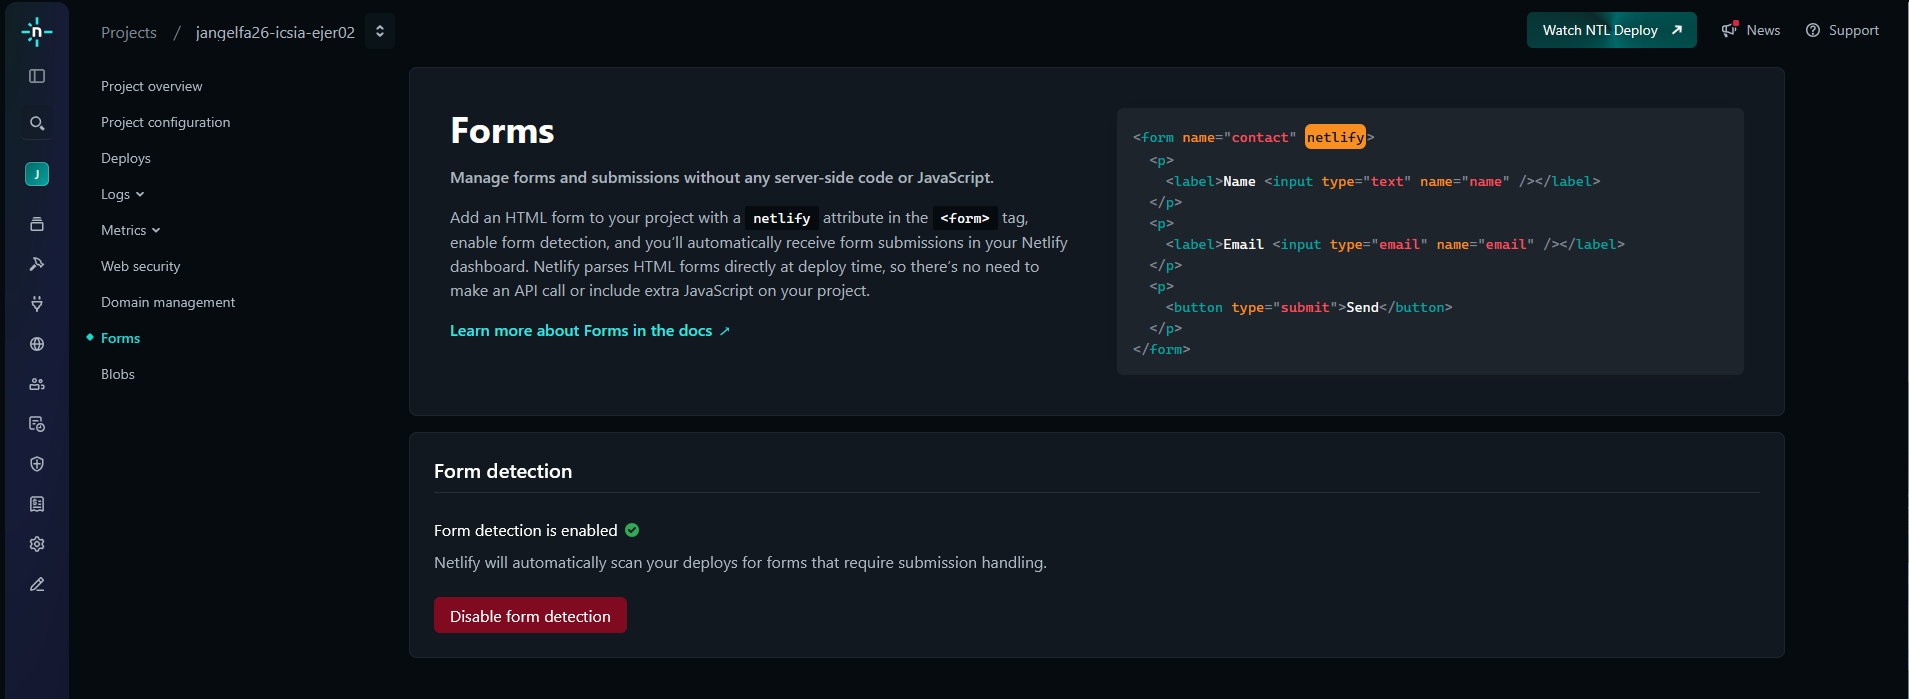 Projects / jangelfa26-icsia-ejer02
Watch NTL Deploy ↗
News
Support
J
Project overview
Project configuration
Deploys
Logs
Metrics
Web security
Domain management
Forms
Blobs
Forms
Manage forms and submissions without any server-side code or JavaScript.
Add an HTML form to your project with a netlify attribute in the <form> tag,
enable form detection, and you’ll automatically receive form submissions in your Netlify
dashboard. Netlify parses HTML forms directly at deploy time, so there’s no need to
make an API call or include extra JavaScript on your project.
Learn more about Forms in the docs ↗
<form name="contact" netlify>
<p>
<label>Name <input type="text" name="name" /></label>
</p>
<p>
<label>Email <input type="email" name="email" /></label>
</p>
<p>
<button type="submit">Send</button>
</p>
</form>
Form detection
Form detection is enabled
Netlify will automatically scan your deploys for forms that require submission handling.
Disable form detection